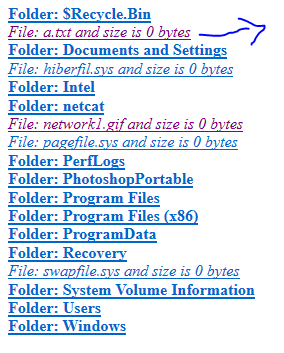 Folder: $Recycle.Bin
File: a.txt and size is 0 bytes
Folder: Documents and Settings
File: hiberfil.sys and size is 0 bytes
Folder: Intel
Folder: netcat
File: network1.gif and size is 0 bytes
File: pagefile.sys and size is 0 bytes
Folder: PerfLogs
Folder: PhotoshopPortable
Folder: Program Files
Folder: Program Files (x86)
Folder: ProgramData
Folder: Recovery
File: swapfile.sys and size is 0 bytes
Folder: System Volume Information
Folder: Users
Folder: Windows